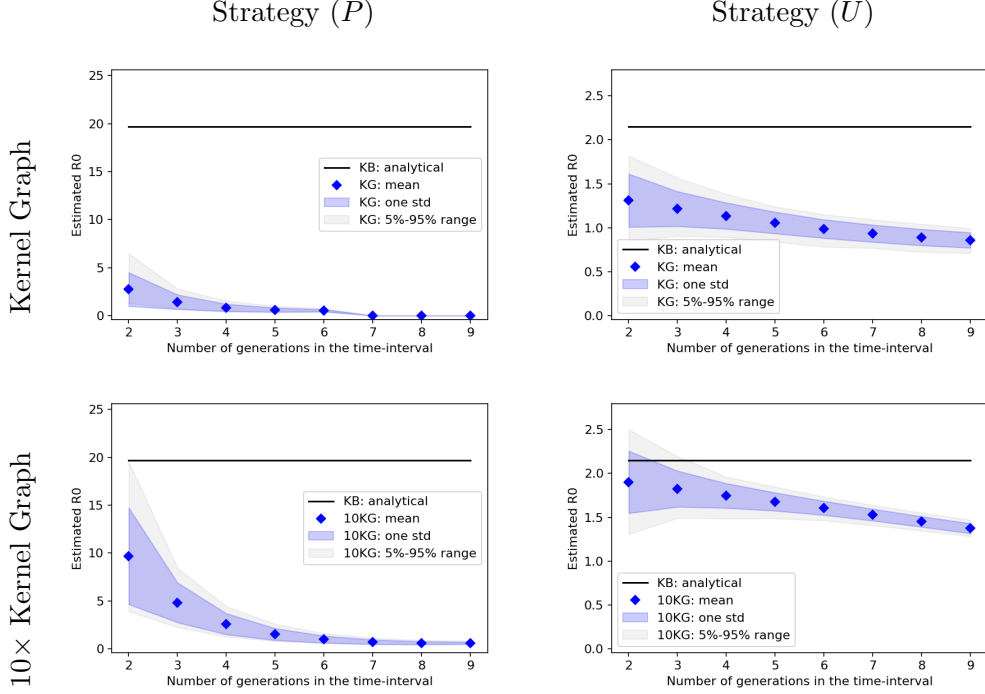 Strategy (P)
Strategy (U)
Kernel Graph
25
20
15
10
5
0
Estimated R0
KB: analytical
KG: mean
KG: one std
KG: 5%-95% range
2 3 4 5 6 7 8 9
Number of generations in the time-interval
2.5
2.0
1.5
1.0
0.5
0.0
Estimated R0
KB: analytical
KG: mean
KG: one std
KG: 5%-95% range
2 3 4 5 6 7 8 9
Number of generations in the time-interval
10× Kernel Graph
25
20
15
10
5
0
Estimated R0
KB: analytical
10KG: mean
10KG: one std
10KG: 5%-95% range
2 3 4 5 6 7 8 9
Number of generations in the time-interval
2.5
2.0
1.5
1.0
0.5
0.0
Estimated R0
KB: analytical
10KG: mean
10KG: one std
10KG: 5%-95% range
2 3 4 5 6 7 8 9
Number of generations in the time-interval